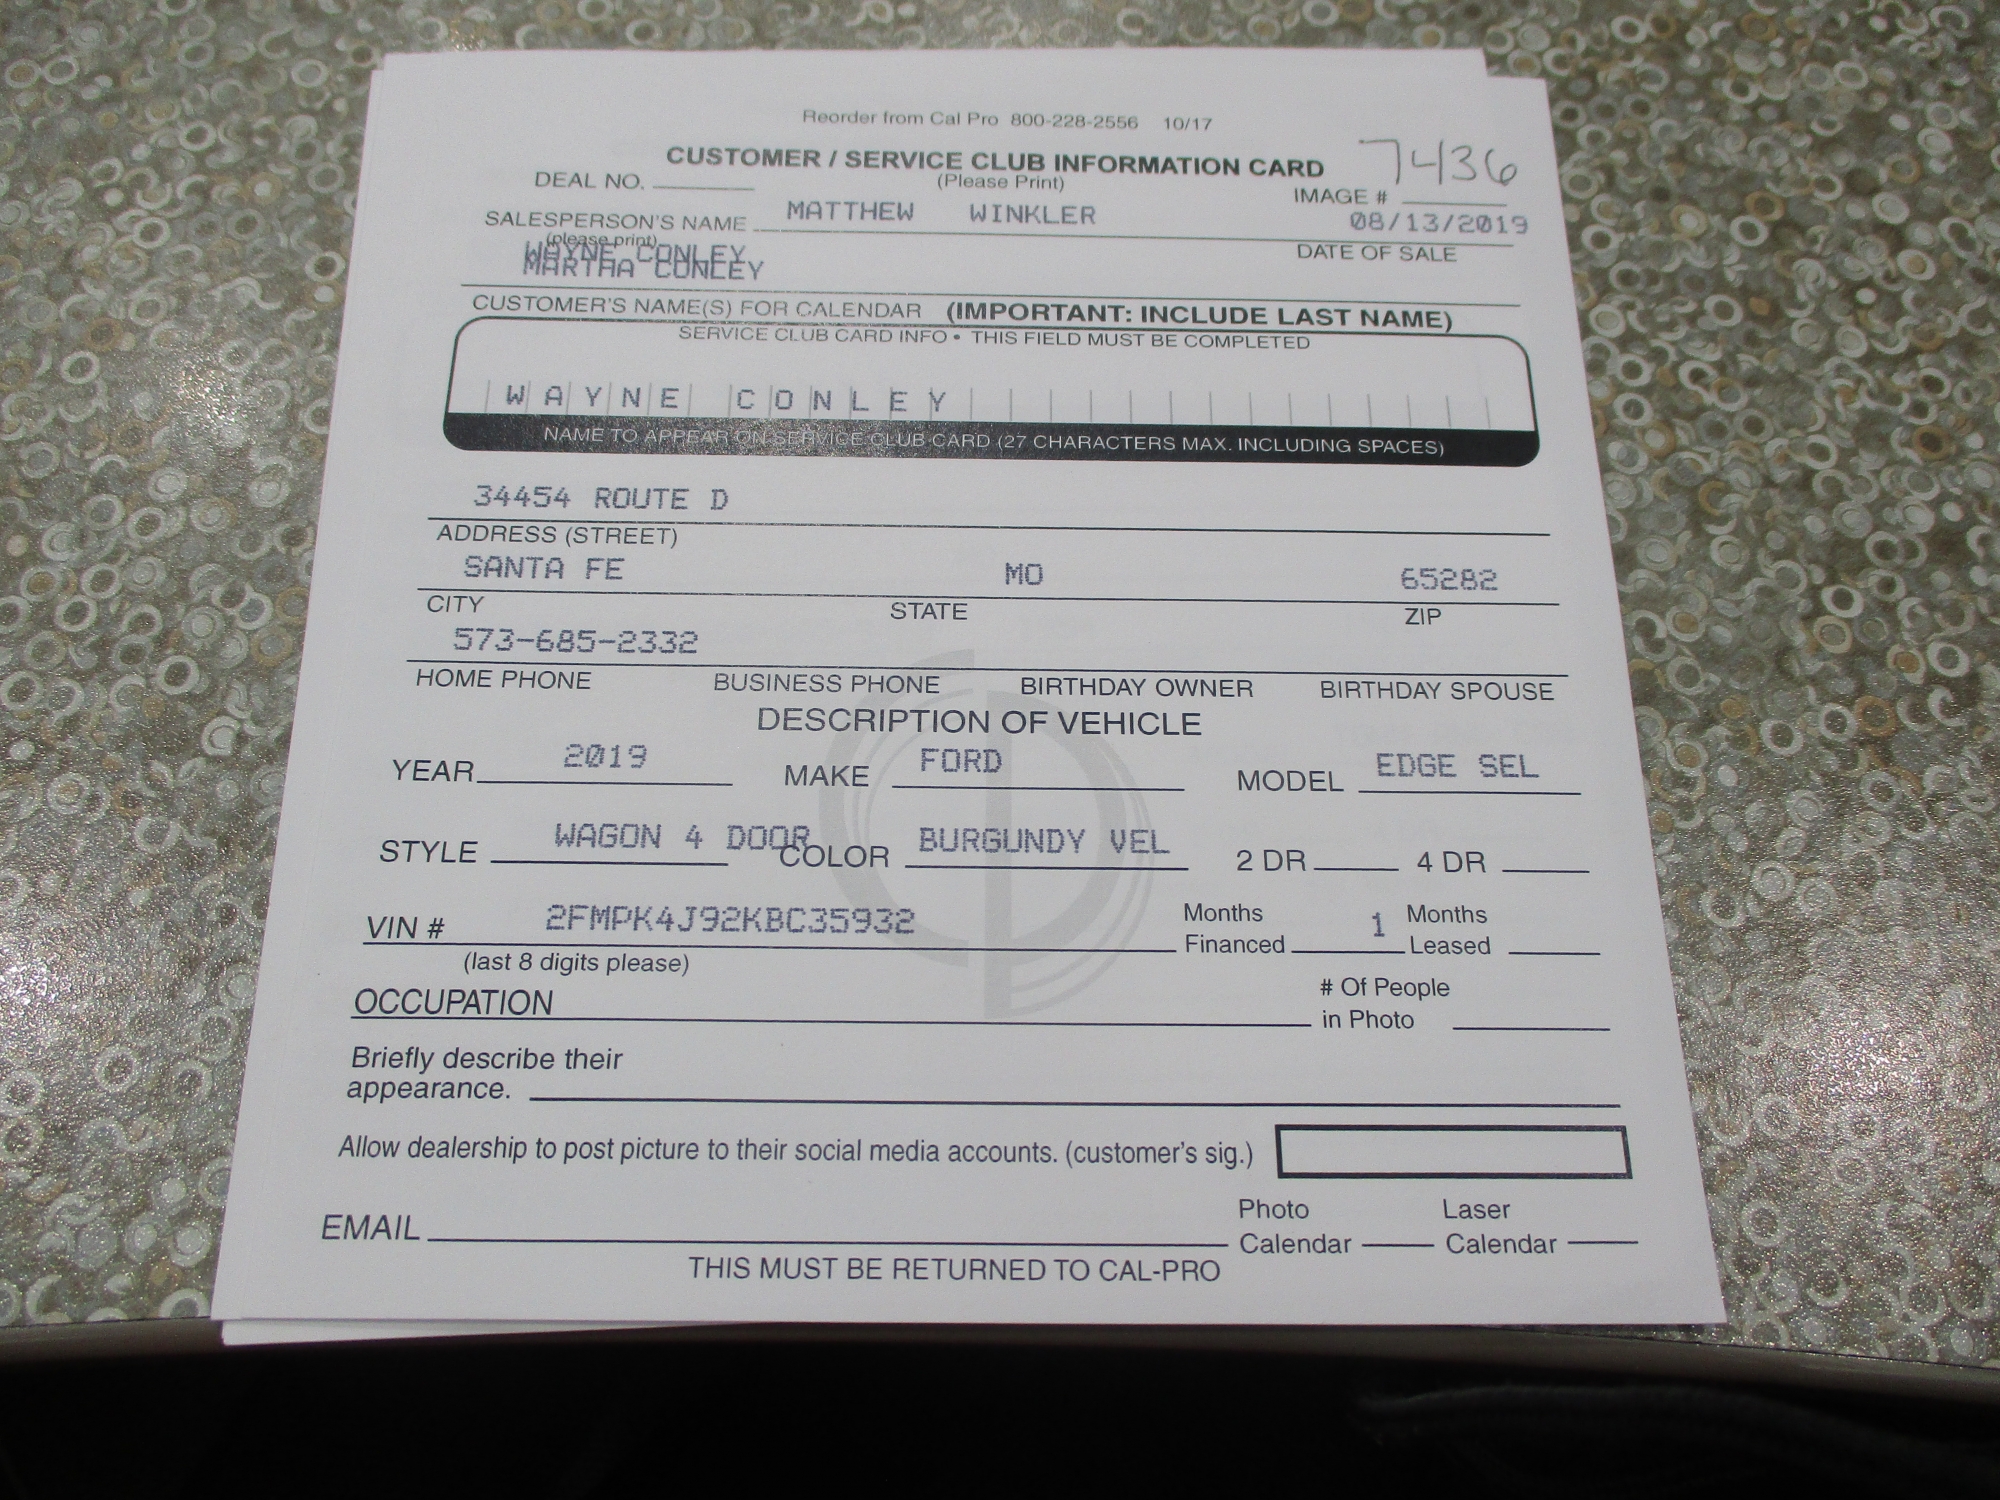 Reorder from Cal Pro 800-228-2556 10/17
CUSTOMER / SERVICE CLUB INFORMATION CARD 7436
DEAL NO. (Please Print) IMAGE #
SALESPERSON'S NAME MATTHEW WINKLER 08/13/2019
(please print) DATE OF SALE
WAYNE CONLEY
MARTHA CONLEY
CUSTOMER'S NAME(S) FOR CALENDAR (IMPORTANT: INCLUDE LAST NAME)
SERVICE CLUB CARD INFO • THIS FIELD MUST BE COMPLETED
WAYNE CONLEY
NAME TO APPEAR ON SERVICE CLUB CARD (27 CHARACTERS MAX. INCLUDING SPACES)
34454 ROUTE D
ADDRESS (STREET)
SANTA FE MO 65282
CITY STATE ZIP
573-685-2332
HOME PHONE BUSINESS PHONE BIRTHDAY OWNER BIRTHDAY SPOUSE
DESCRIPTION OF VEHICLE
YEAR 2019 MAKE FORD MODEL EDGE SEL
STYLE WAGON 4 DOOR COLOR BURGUNDY VEL 2 DR 4 DR
VIN # 2FMPK4J92KBC35932 Months Financed 1 Months Leased
(last 8 digits please)
OCCUPATION # Of People in Photo
Briefly describe their
appearance.
Allow dealership to post picture to their social media accounts. (customer's sig.)
EMAIL Photo Calendar Laser Calendar
THIS MUST BE RETURNED TO CAL-PRO